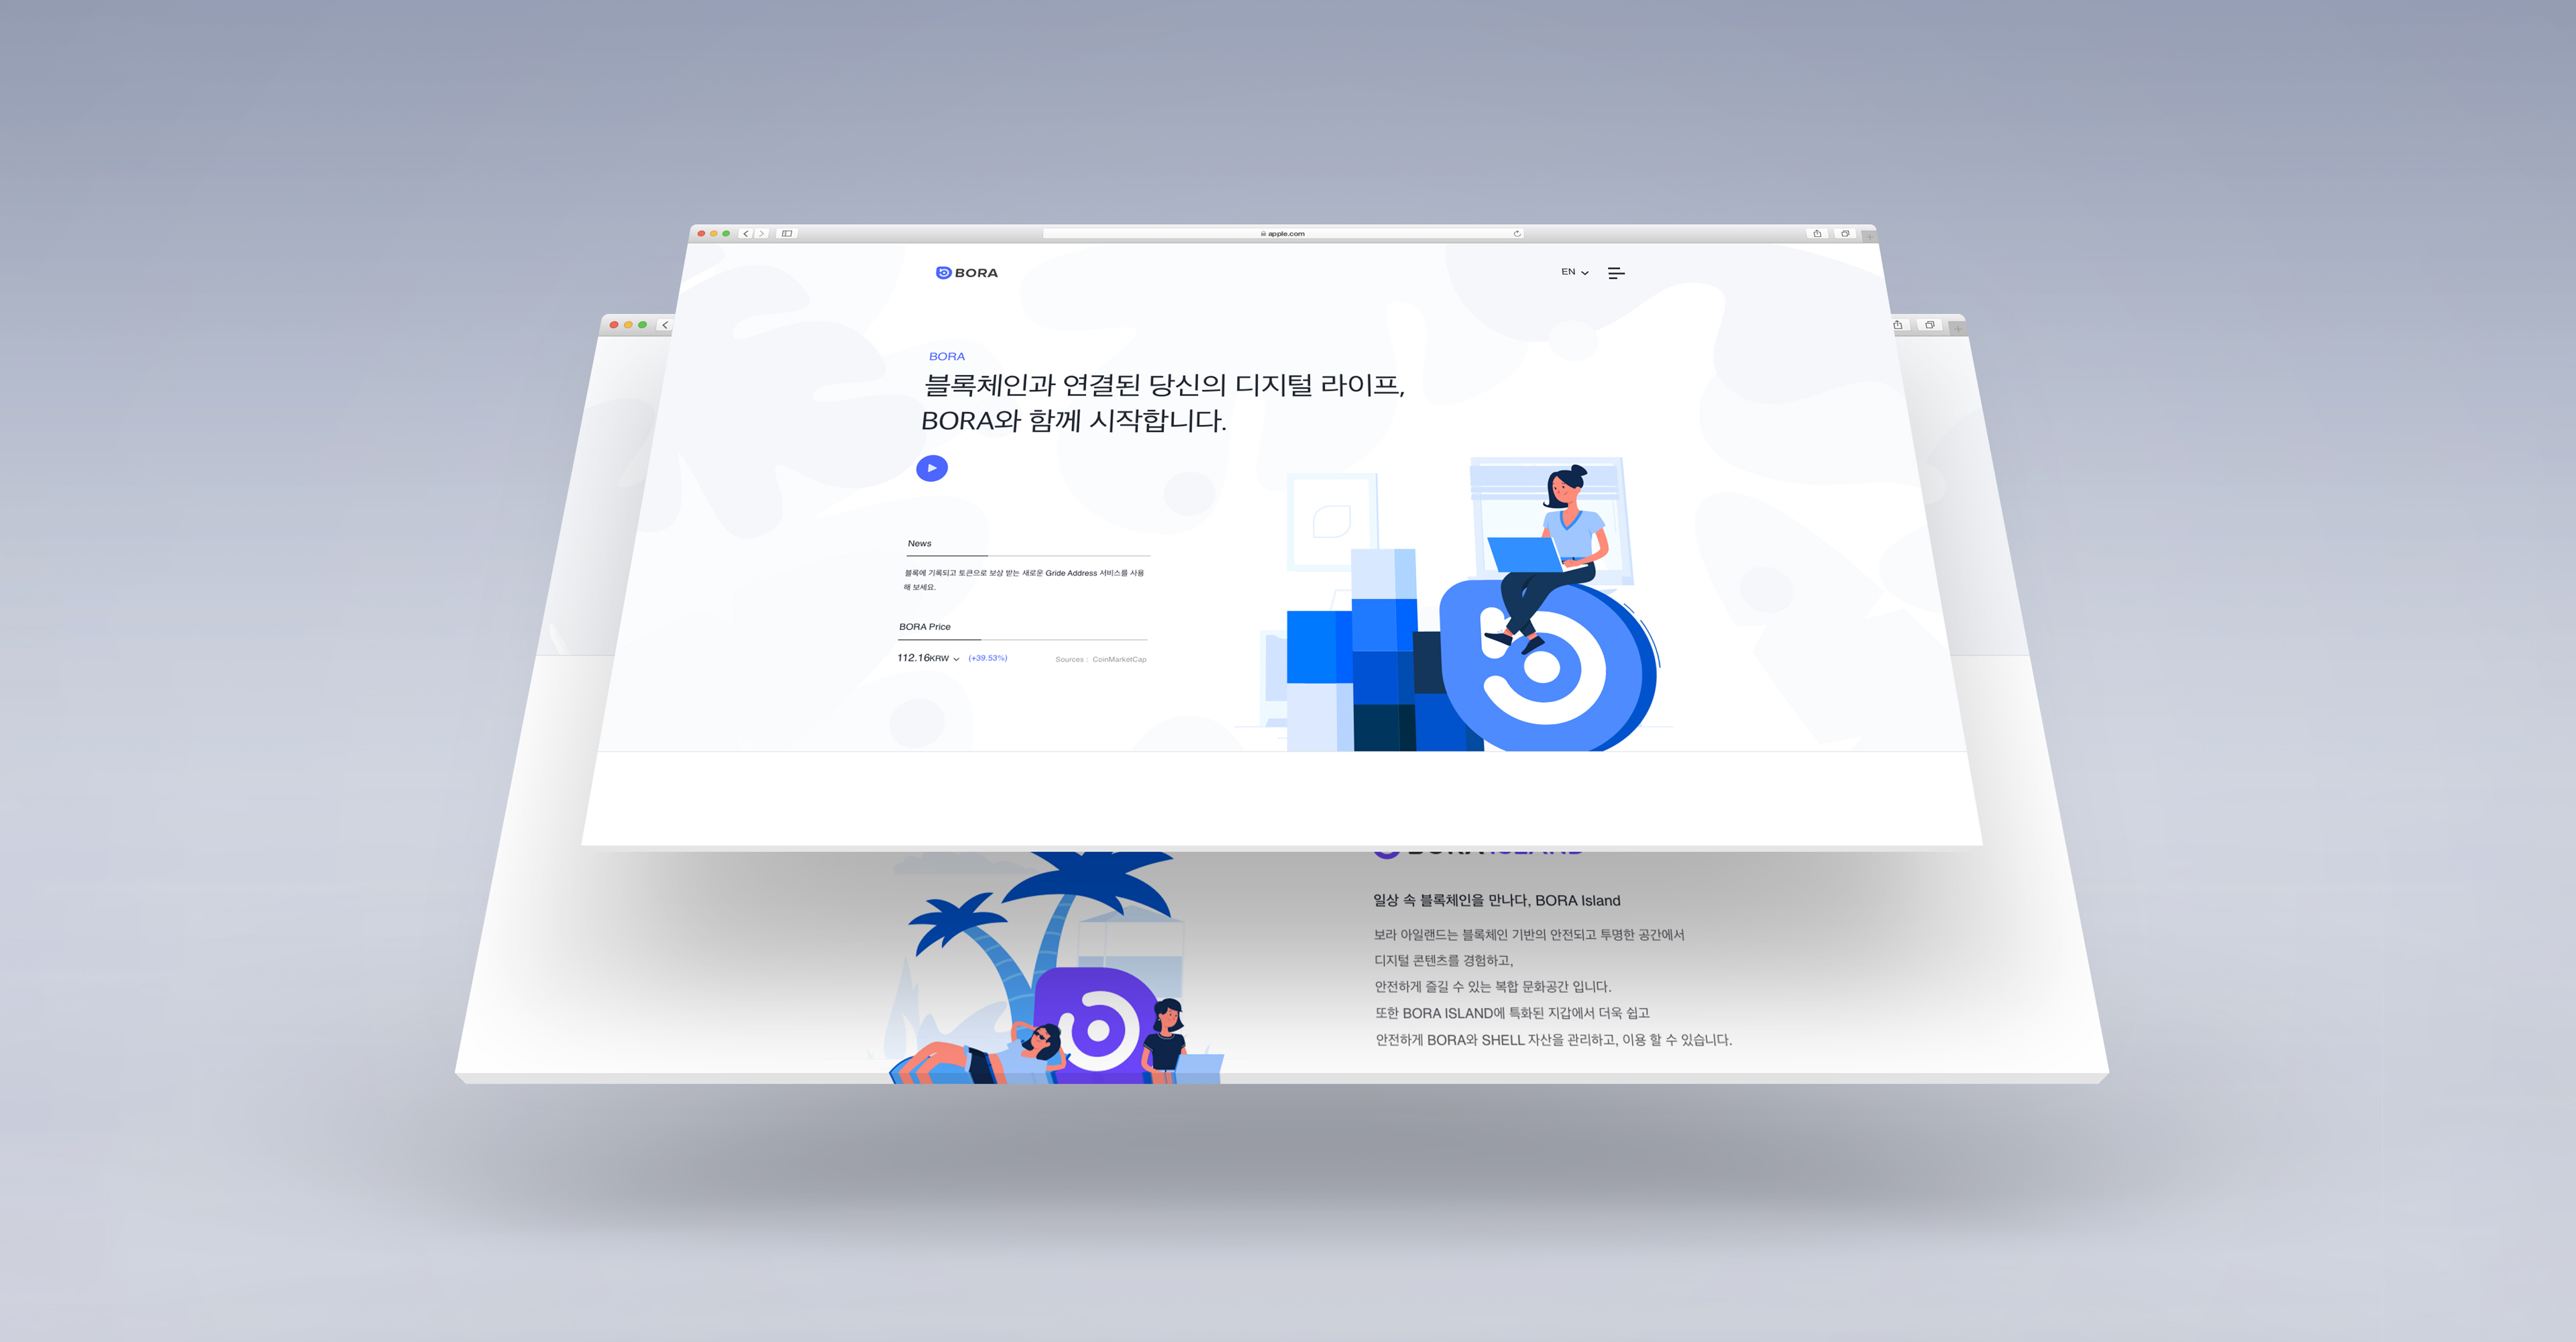 apple.com
BORA
EN
BORA
블록체인과 연결된 당신의 디지털 라이프,
BORA와 함께 시작합니다.
News
블록에 기록되고 토큰으로 보상 받는 새로운 Gride Address 서비스를 사용
해 보세요.
BORA Price
112.16KRW (+39.53%) Sources : CoinMarketCap
BORA ISLAND
일상 속 블록체인을 만나다, BORA Island
보라 아일랜드는 블록체인 기반의 안전되고 투명한 공간에서
디지털 콘텐츠를 경험하고,
안전하게 즐길 수 있는 복합 문화공간 입니다.
또한 BORA ISLAND에 특화된 지갑에서 더욱 쉽고
안전하게 BORA와 SHELL 자산을 관리하고, 이용 할 수 있습니다.